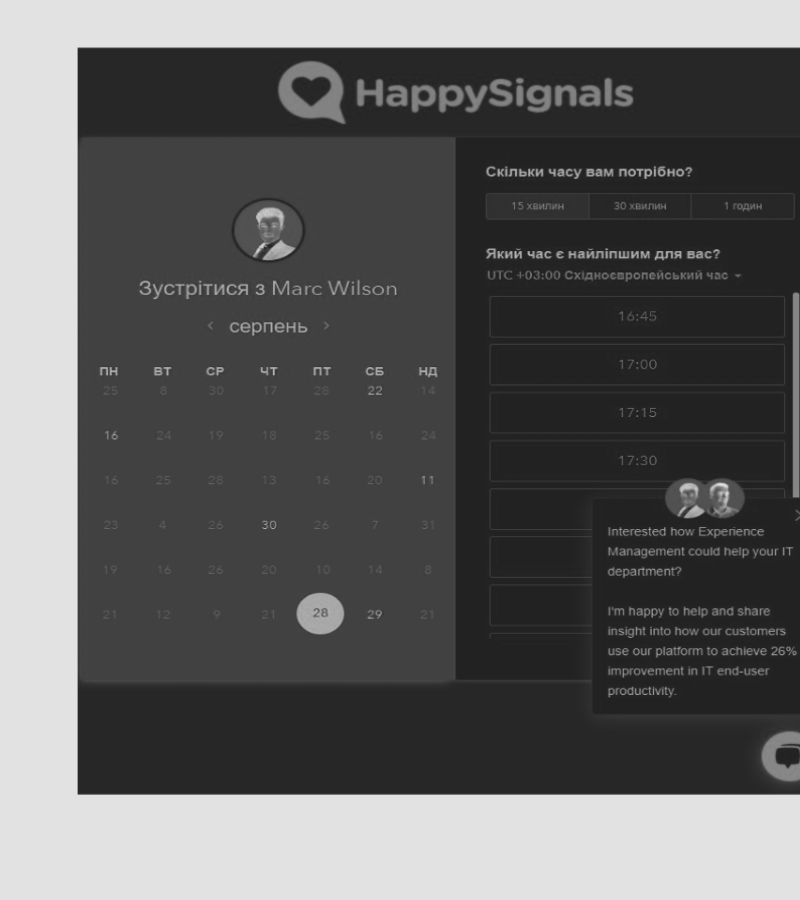 HappySignals
Зустрітися з Marc Wilson
серпень
ПН ВТ СР ЧТ ПТ СБ НД
25 8 30 17 28 22 14
16 24 19 18 25 16 24
16 25 28 13 16 20 11
23 4 26 30 26 7 31
19 16 26 20 10 14 8
21 12 9 21 28 29 21
Скільки часу вам потрібно?
15 хвилин 30 хвилин 1 годин
Який час є найліпшим для вас?
UTC +03:00 Східноєвропейський час
16:45
17:00
17:15
17:30
Interested how Experience
Management could help your IT
department?
I'm happy to help and share
insight into how our customers
use our platform to achieve 26%
improvement in IT end-user
productivity.